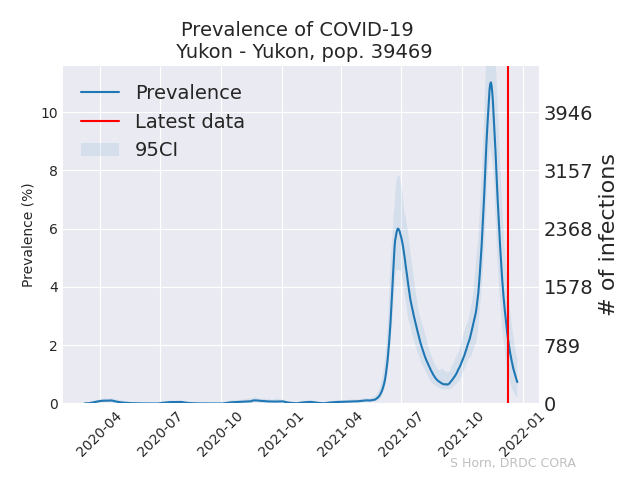 Prevalence of COVID-19
Yukon - Yukon, pop. 39469
Prevalence
Latest data
95CI
Prevalence (%)
10
8
6
4
2
0
3946
3157
2368
1578
789
0
# of infections
2020-04
2020-07
2020-10
2021-01
2021-04
2021-07
2021-10
2022-01
S Horn, DRDC CORA